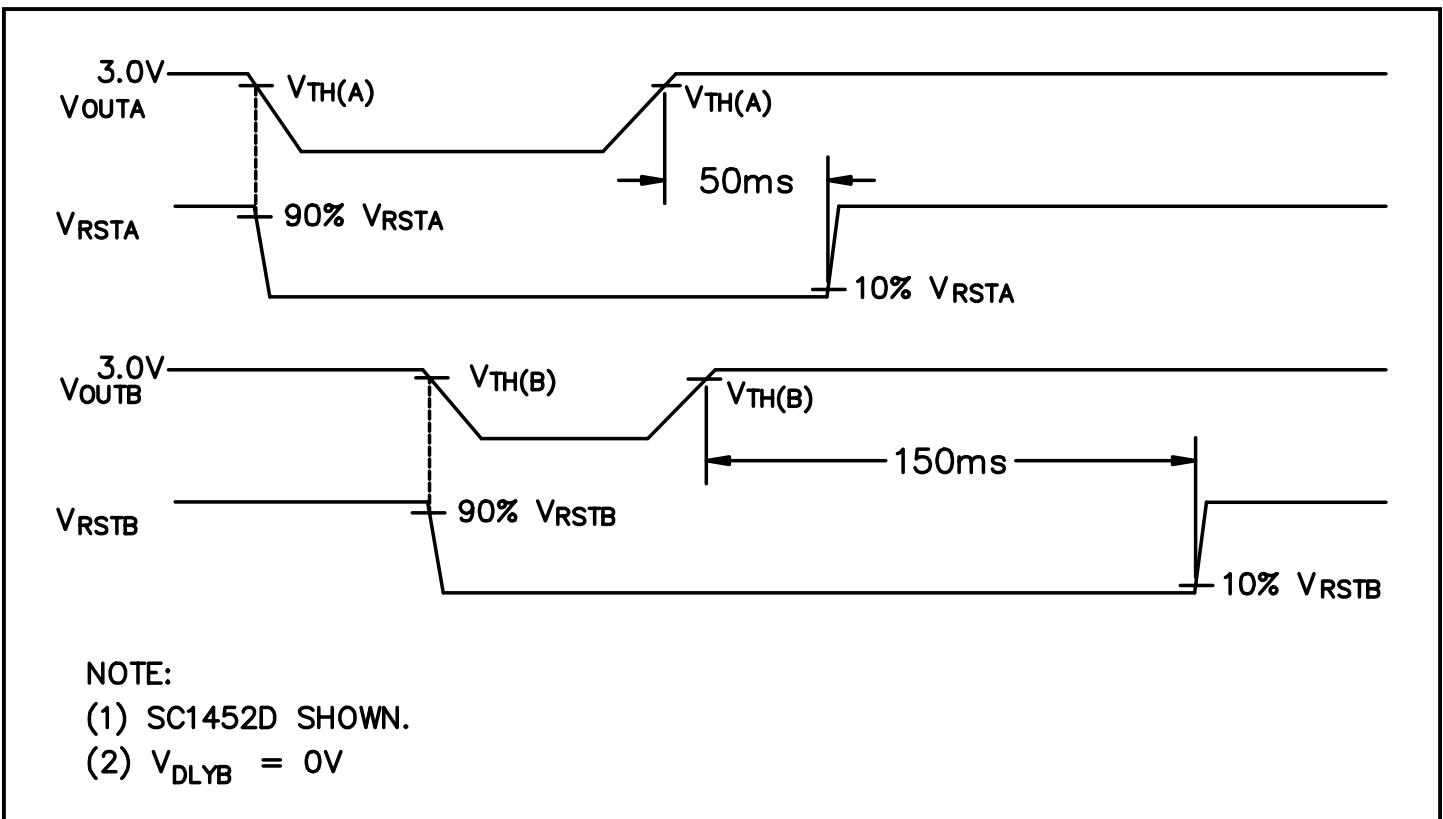 3.0V
VOUTA
VTH(A)
VTH(A)
50ms
VRSTA
90% VRSTA
10% VRSTA
3.0V
VOUTB
VTH(B)
VTH(B)
150ms
VRSTB
90% VRSTB
10% VRSTB
NOTE:
(1) SC1452D SHOWN.
(2) VDLYB = 0V